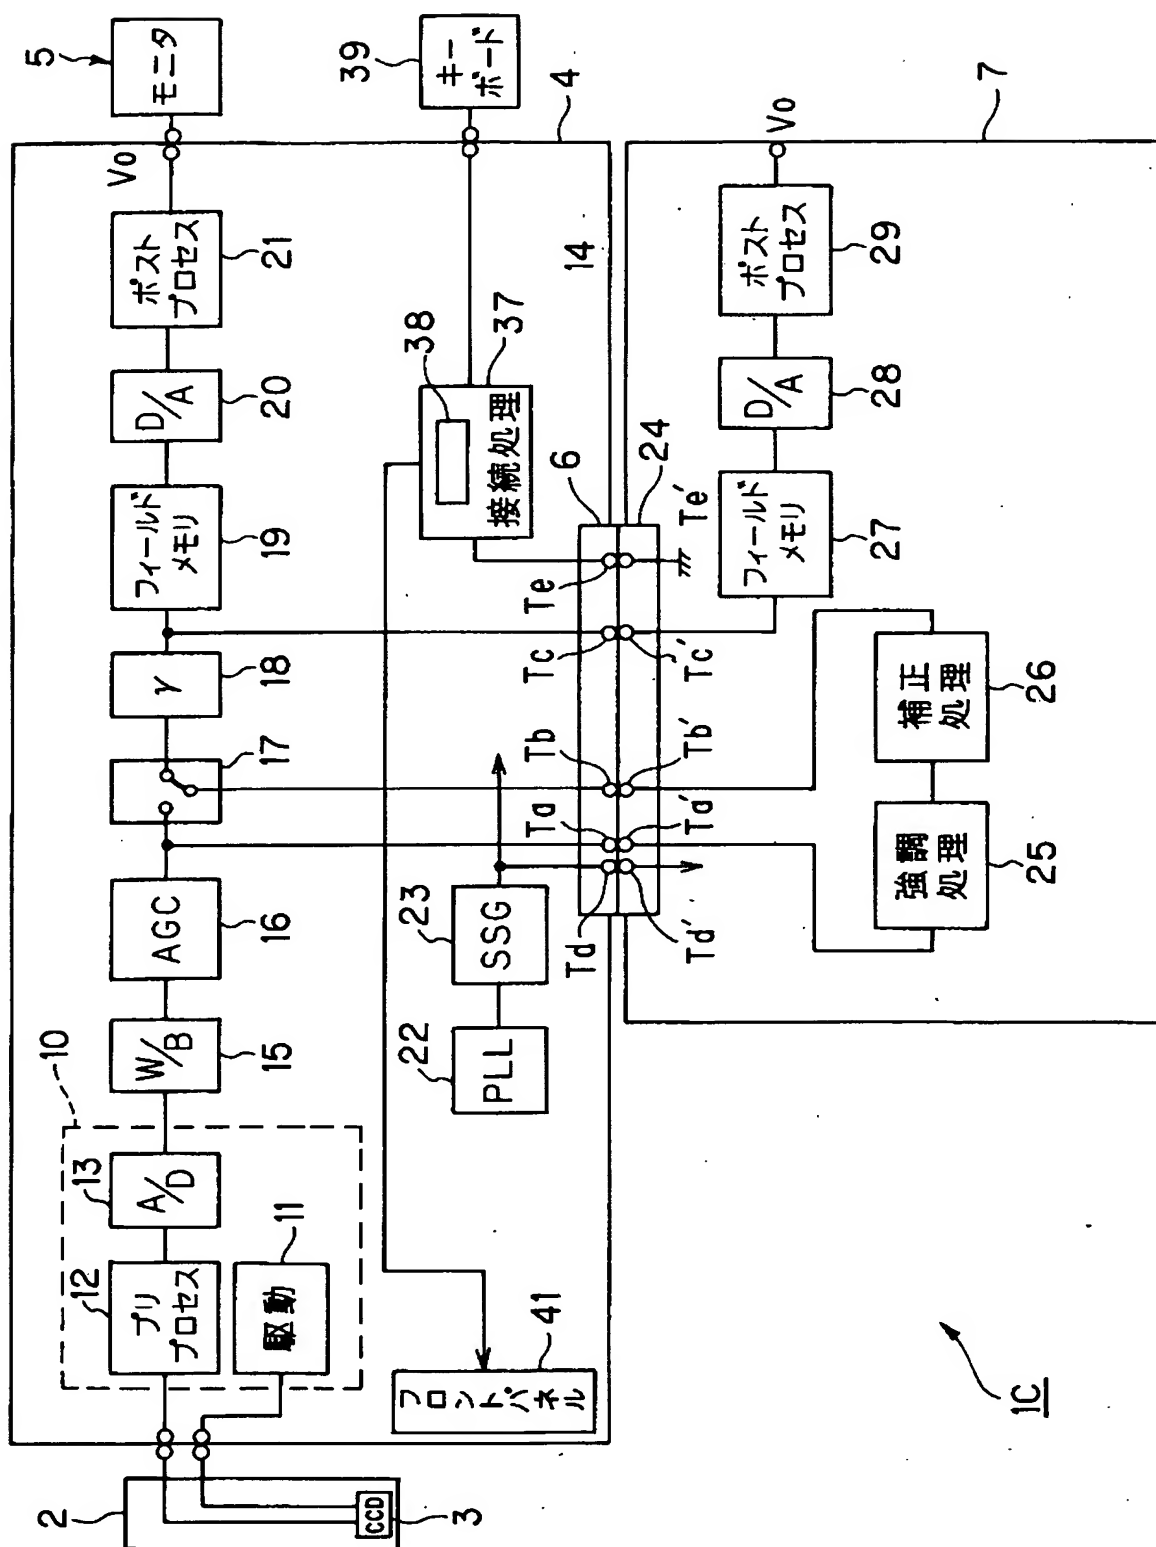 2
CCD
3
10
12
プリ
プロセス
13
A/D
駆動
11
W/B
15
AGC
16
17
γ
18
フィールド
メモリ
19
D/A
20
ポスト
プロセス
21
Vo
モニタ
5
フロントパネル
41
22
PLL
23
SSG
38
接続処理
37
14
キー
ボード
39
4
6
24
Td
Ta
Tb
Tc
Te
Td'
Ta'
Tb'
Tc'
Te'
強調
処理
25
補正
処理
26
フィールド
メモリ
27
D/A
28
ポスト
プロセス
29
Vo
7
1C